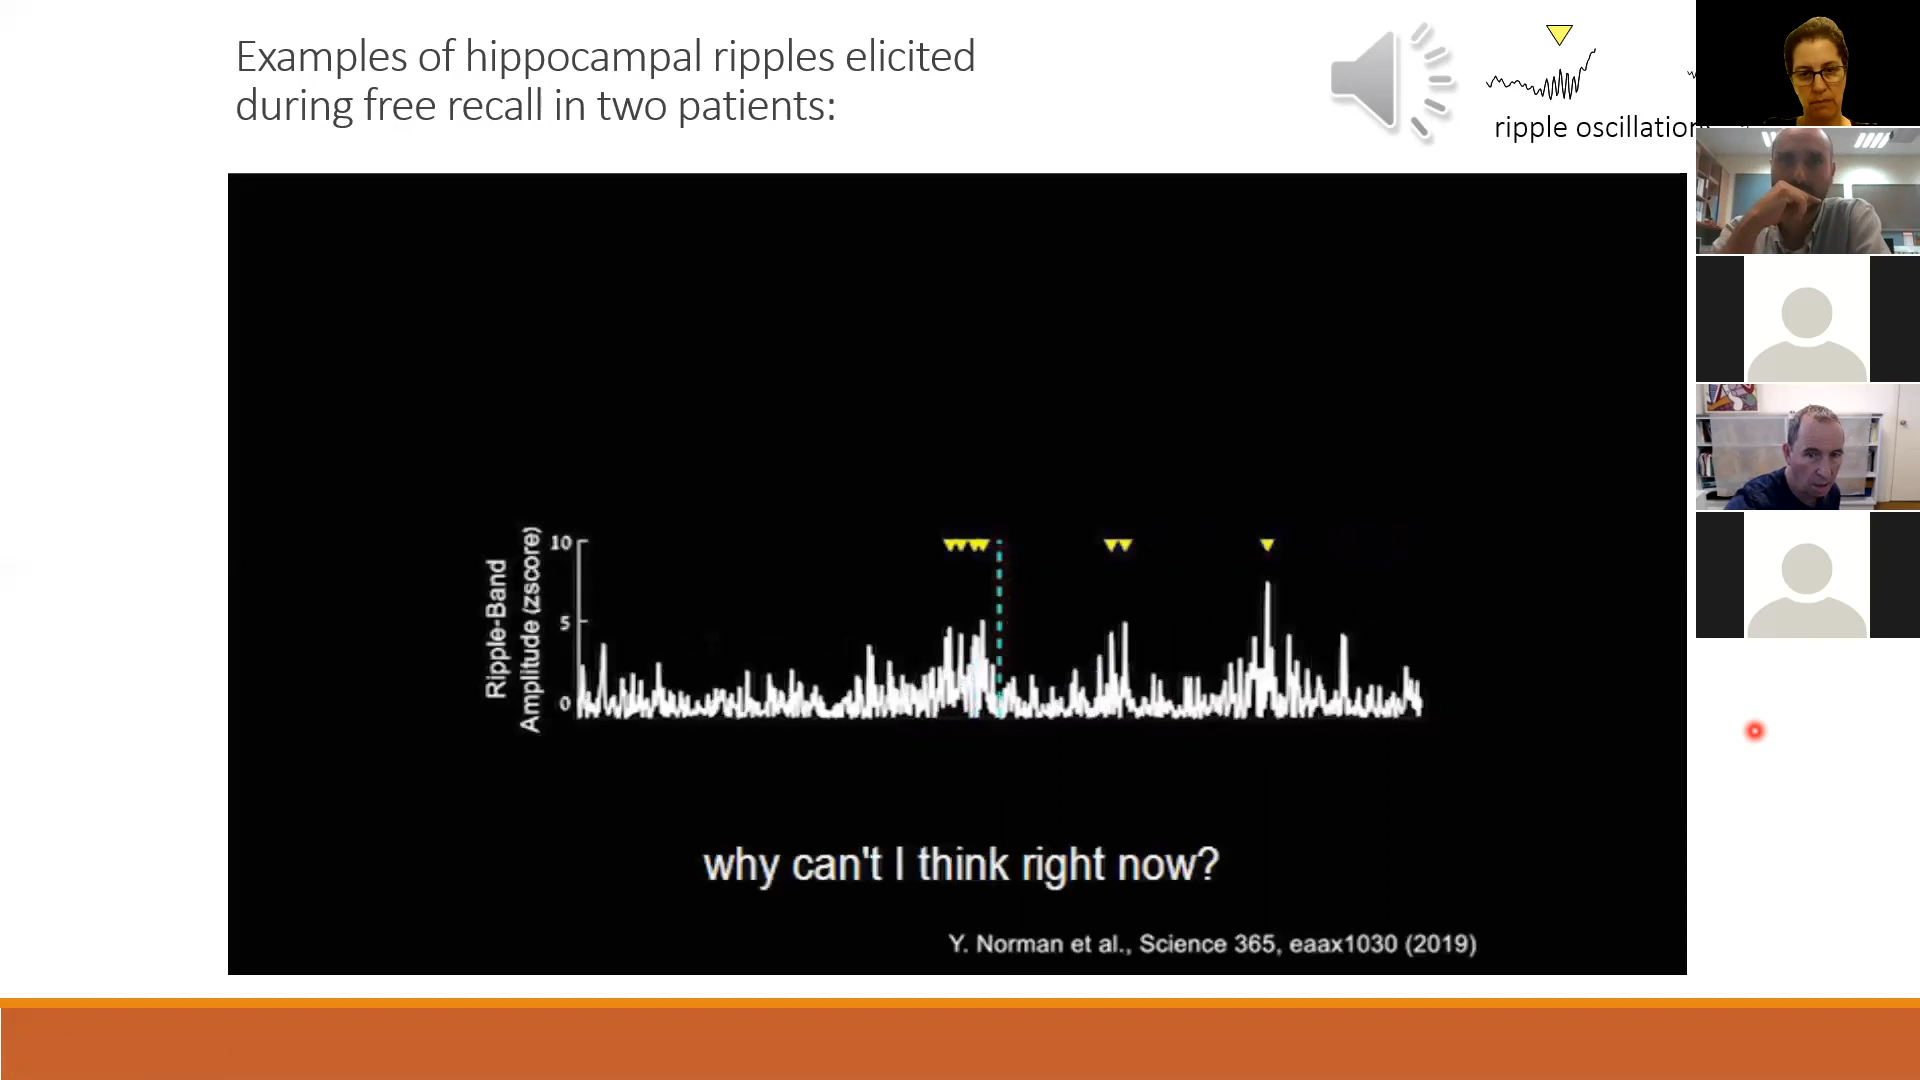 Examples of hippocampal ripples elicited
during free recall in two patients:
ripple oscillation
Ripple-Band
Amplitude (zscore)
10
5
0
why can't I think right now?
Y. Norman et al., Science 365, eaax1030 (2019)